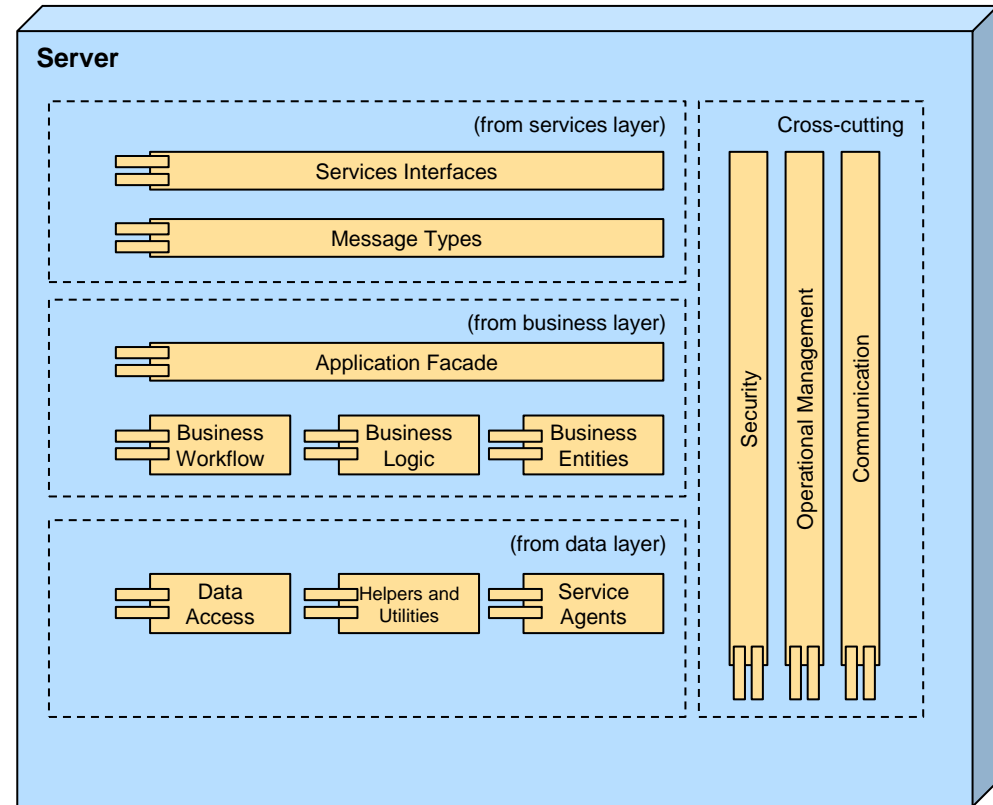 Server
(from services layer)
Services Interfaces
Message Types
(from business layer)
Application Facade
Business
Workflow
Business
Logic
Business
Entities
(from data layer)
Data
Access
Helpers and
Utilities
Service
Agents
Cross-cutting
Security
Operational Management
Communication